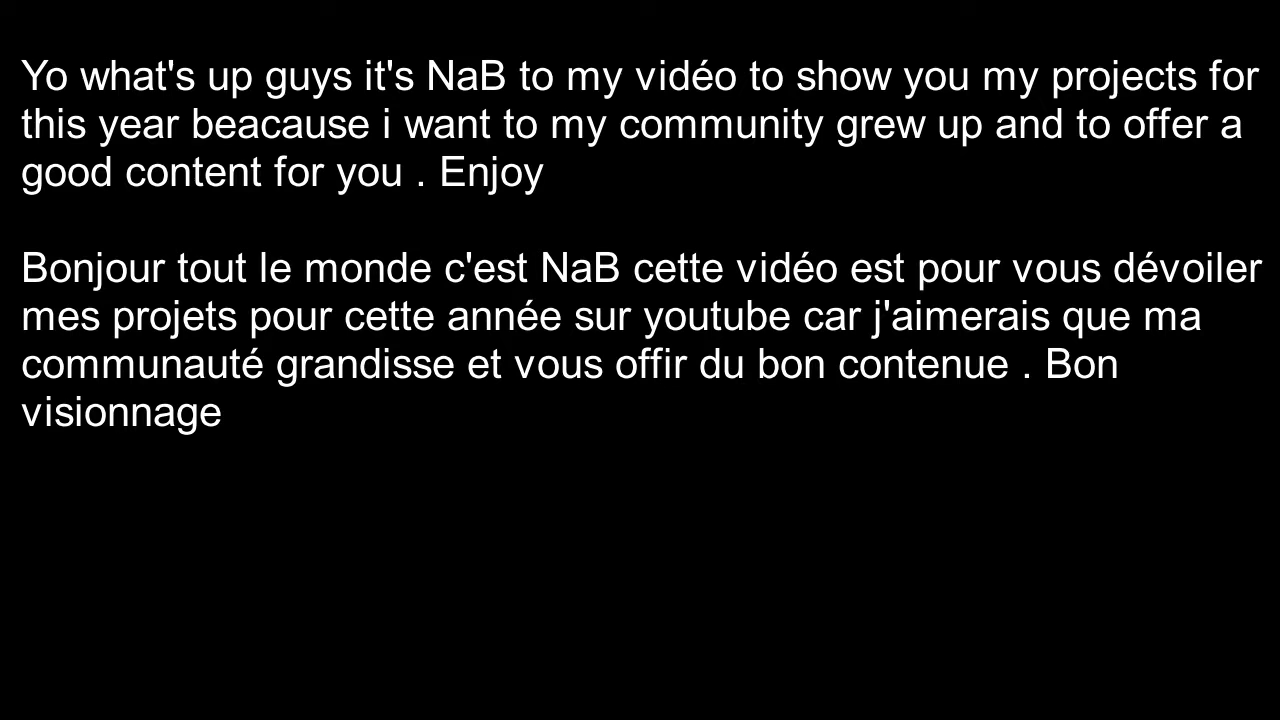 Yo what's up guys it's NaB to my vidéo to show you my projects for
this year beacause i want to my community grew up and to offer a
good content for you . Enjoy
Bonjour tout le monde c'est NaB cette vidéo est pour vous dévoiler
mes projets pour cette année sur youtube car j'aimerais que ma
communauté grandisse et vous offir du bon contenue . Bon
visionnage